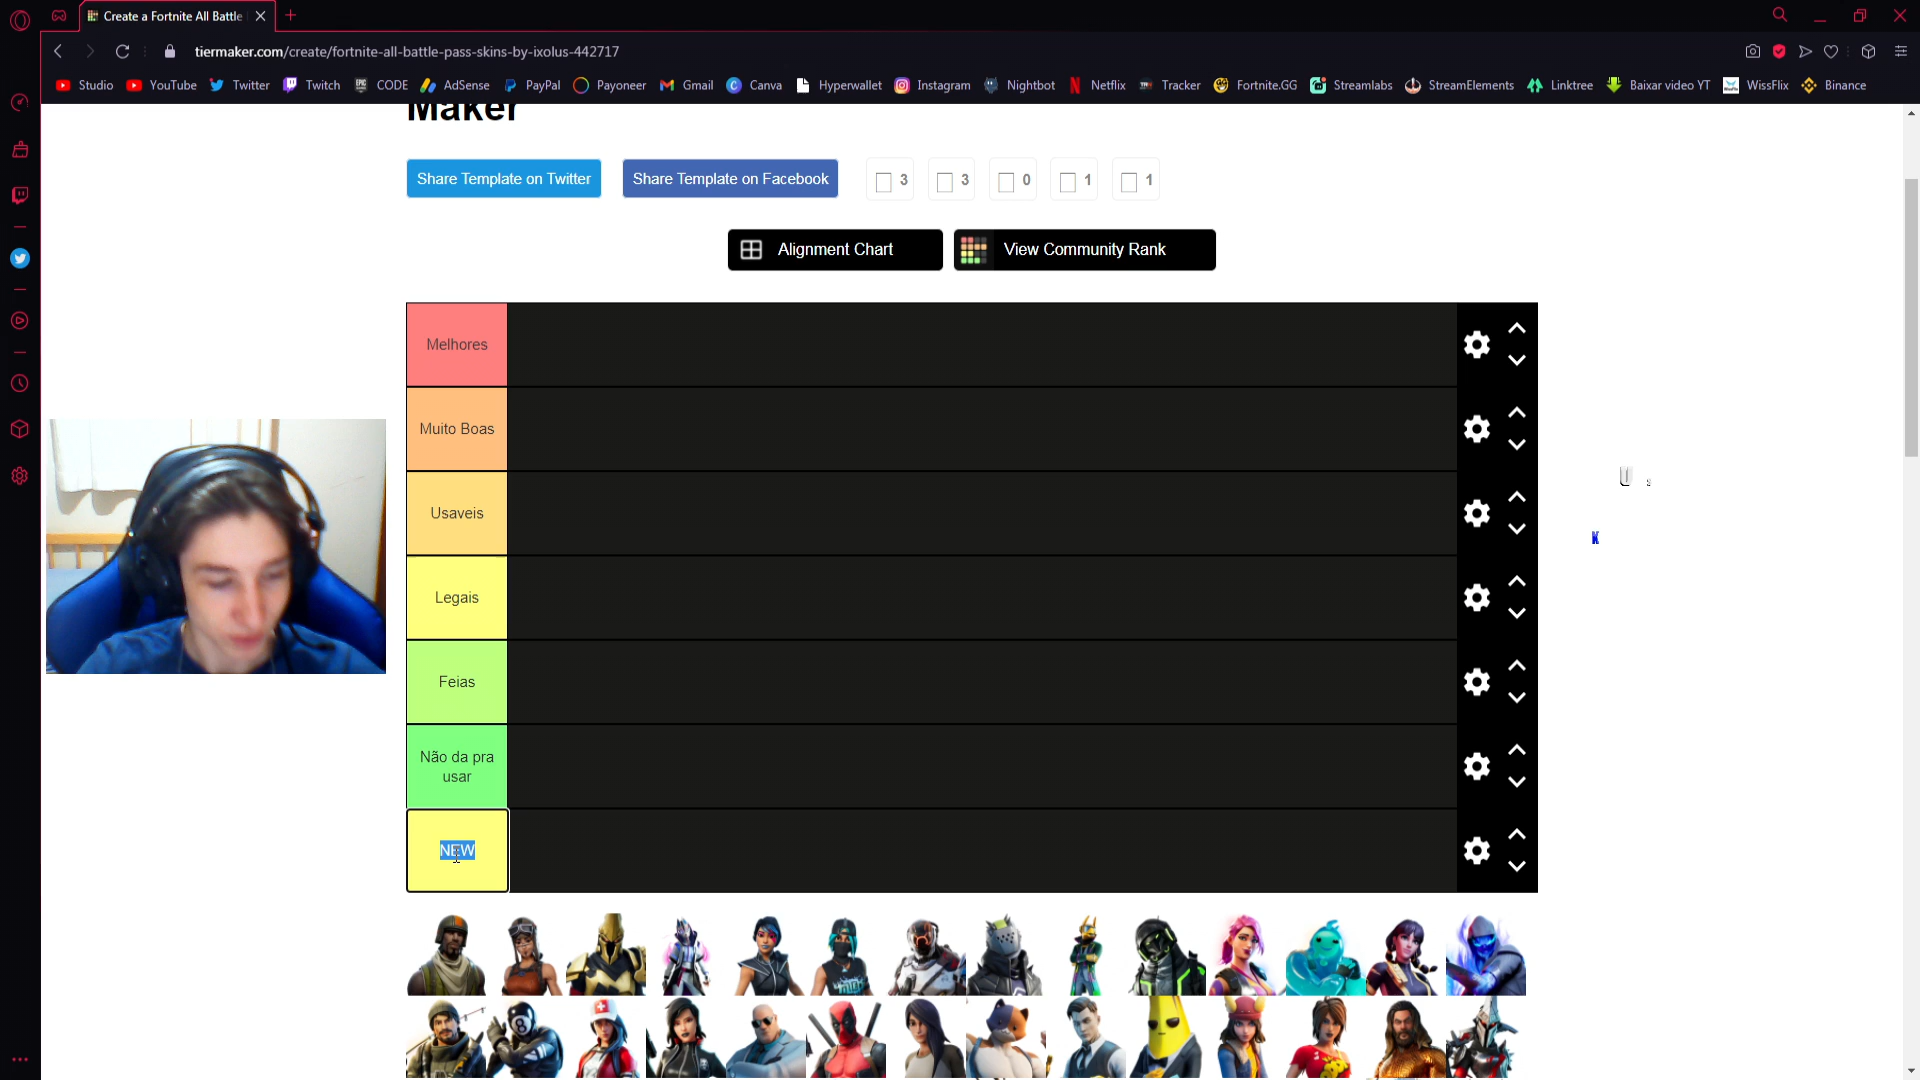 Create a Fortnite All Battle
tiermaker.com/create/fortnite-all-battle-pass-skins-by-ixolus-442717
Studio YouTube Twitter Twitch CODE AdSense PayPal Payoneer Gmail Canva Hyperwallet Instagram Nightbot Netflix Tracker Fortnite.GG Streamlabs StreamElements Linktree Baixar video YT WissFlix Binance
Maker
Share Template on Twitter Share Template on Facebook 3 3 0 1 1
Alignment Chart View Community Rank
Melhores
Muito Boas
Usaveis
Legais
Feias
Não da pra
usar
NEW